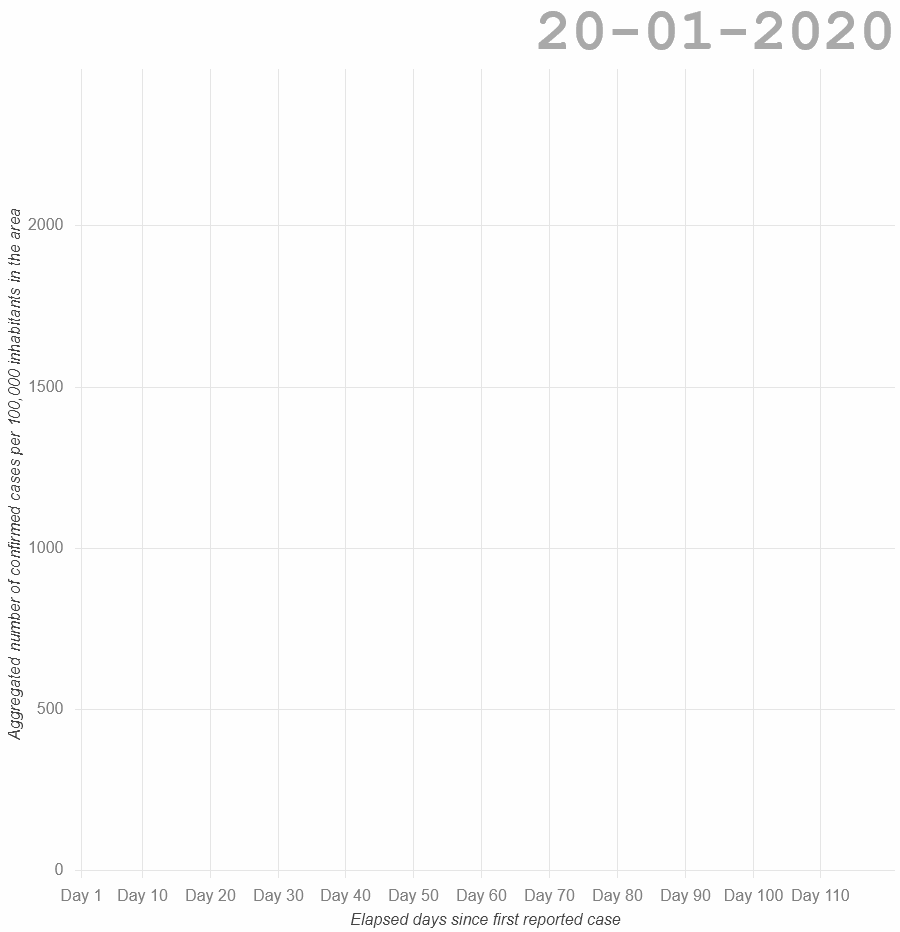 20-01-2020
Aggregated number of confirmed cases per 100,000 inhabitants in the area
2000
1500
1000
500
0
Day 1 Day 10 Day 20 Day 30 Day 40 Day 50 Day 60 Day 70 Day 80 Day 90 Day 100 Day 110
Elapsed days since first reported case